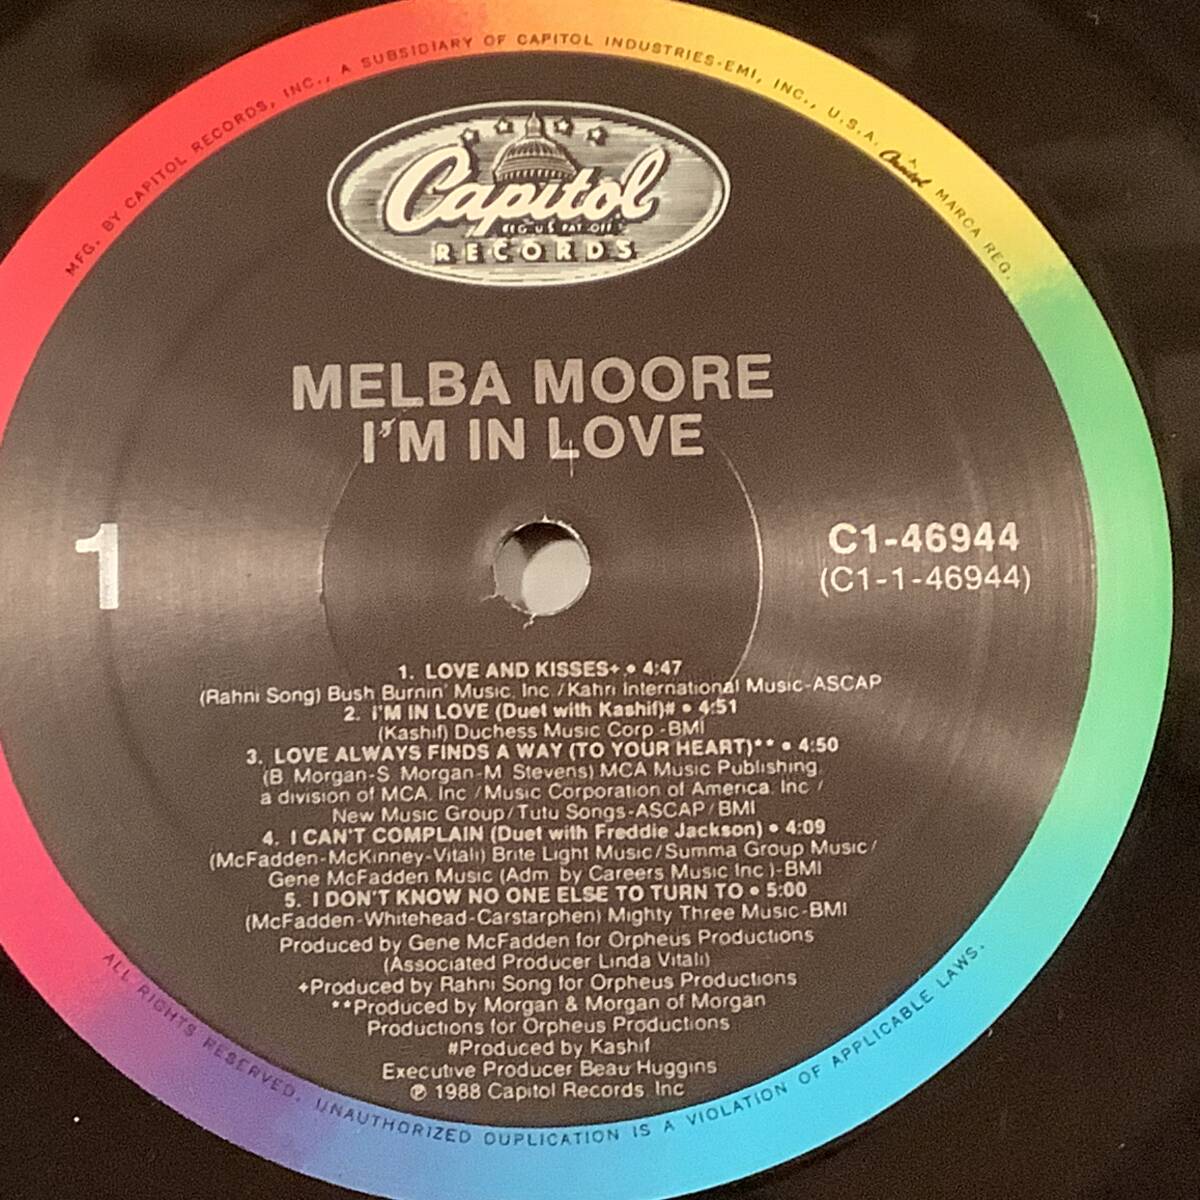 MFG. BY CAPITOL RECORDS, INC., A SUBSIDIARY OF CAPITOL INDUSTRIES-EMI, INC., U.S.A. Capitol MARCA REG.
Capitol
REG. U.S. PAT. OFF.
RECORDS
MELBA MOORE
I'M IN LOVE
1
C1-46944
(C1-1-46944)
1. LOVE AND KISSES+ • 4:47
(Rahni Song) Bush Burnin' Music, Inc./Kahri International Music-ASCAP
2. I'M IN LOVE (Duet with Kashif)# • 4:51
(Kashif) Duchess Music Corp.-BMI
3. LOVE ALWAYS FINDS A WAY (TO YOUR HEART)** • 4:50
(B. Morgan-S. Morgan-M. Stevens) MCA Music Publishing,
a division of MCA, Inc./Music Corporation of America, Inc./
New Music Group/Tutu Songs-ASCAP/BMI
4. I CAN'T COMPLAIN (Duet with Freddie Jackson) • 4:09
(McFadden-McKinney-Vitali) Brite Light Music/Summa Group Music/
Gene McFadden Music (Adm. by Careers Music Inc.)-BMI
5. I DON'T KNOW NO ONE ELSE TO TURN TO • 5:00
(McFadden-Whitehead-Carstarphen) Mighty Three Music-BMI
Produced by Gene McFadden for Orpheus Productions
(Associated Producer Linda Vitali)
+Produced by Rahni Song for Orpheus Productions
**Produced by Morgan & Morgan of Morgan
Productions for Orpheus Productions
#Produced by Kashif
Executive Producer Beau Huggins
℗ 1988 Capitol Records, Inc.
ALL RIGHTS RESERVED. UNAUTHORIZED DUPLICATION IS A VIOLATION OF APPLICABLE LAWS.